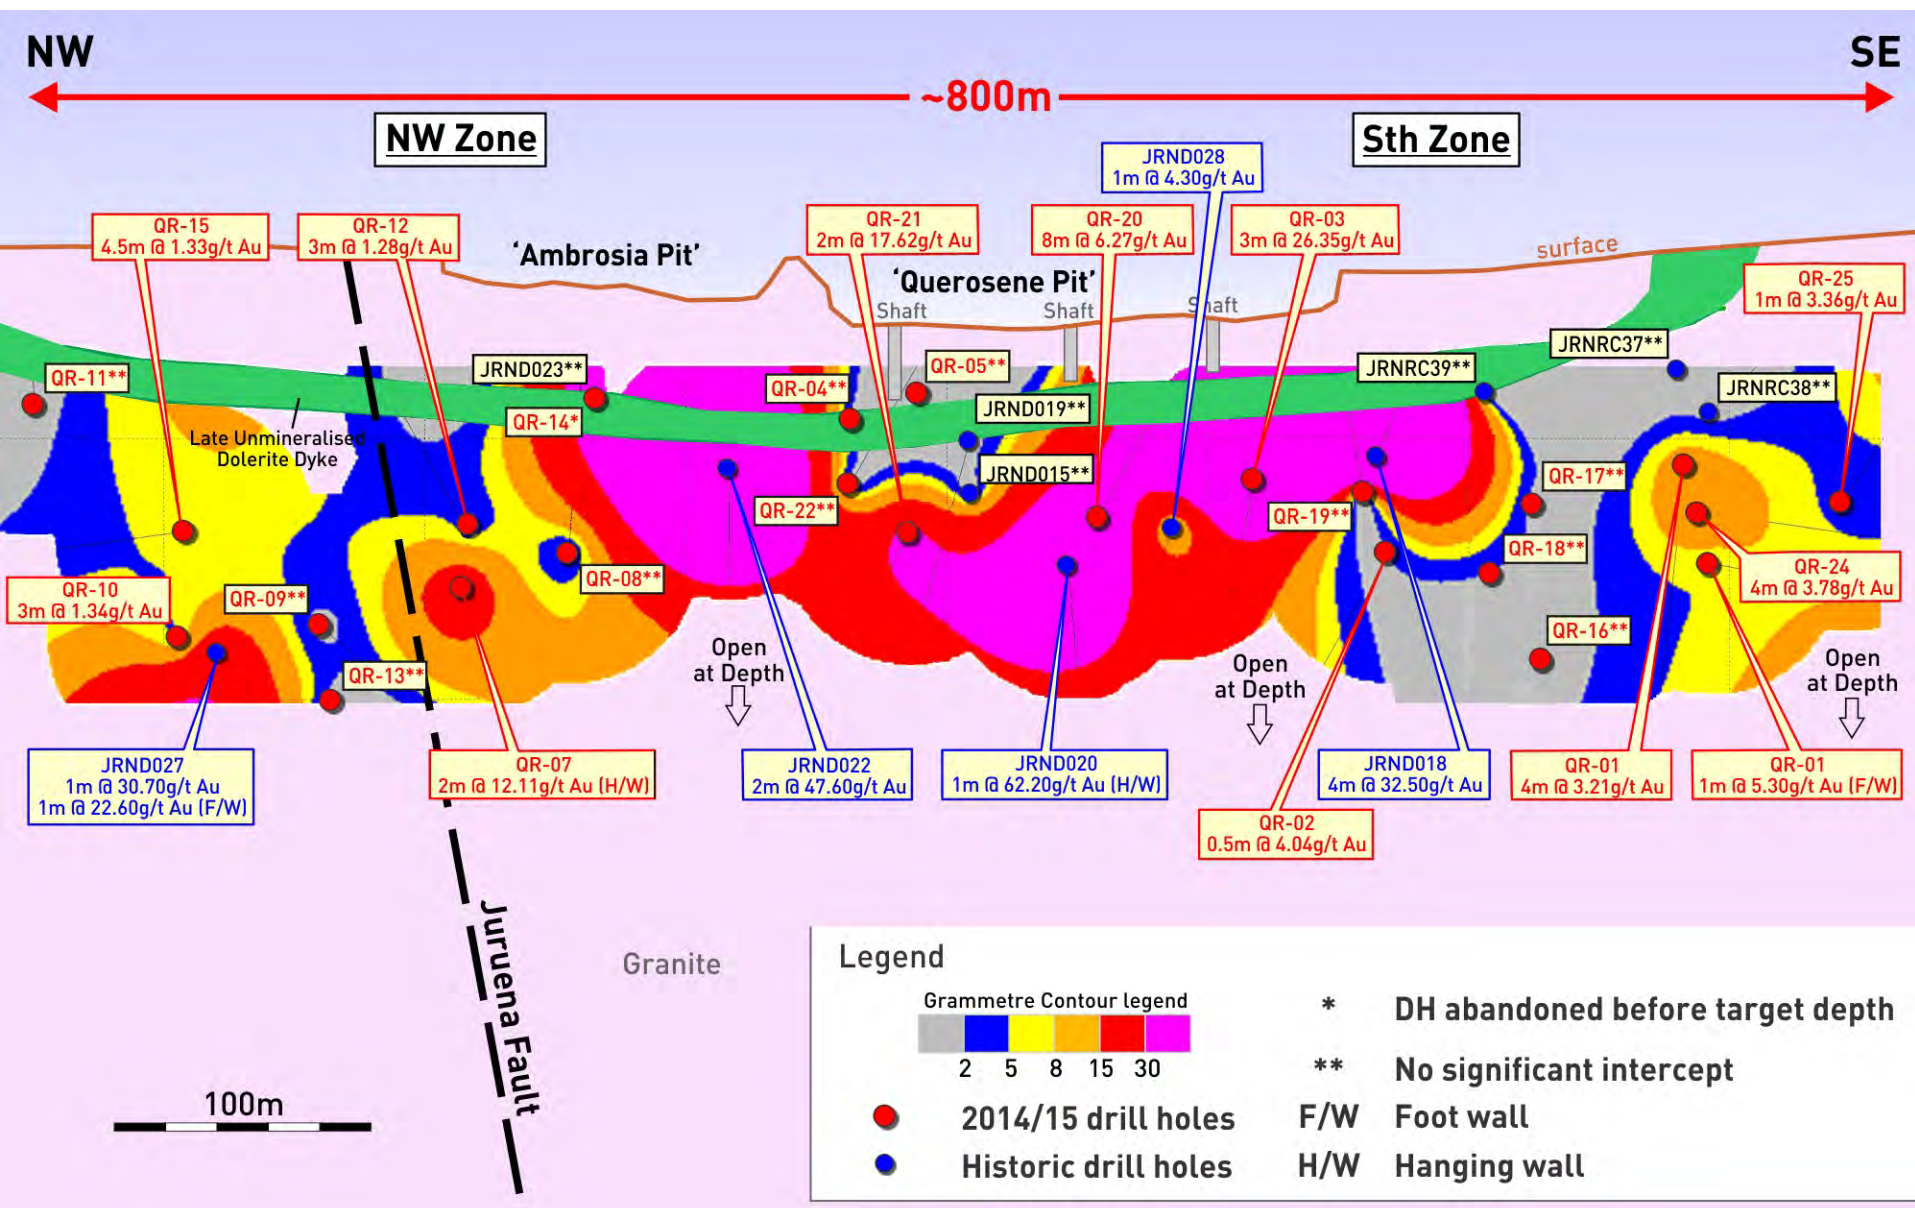 NW
SE
~800m
NW Zone
Sth Zone
JRND028
1m @ 4.30g/t Au
QR-15
4.5m @ 1.33g/t Au
QR-12
3m @ 1.28g/t Au
QR-21
2m @ 17.62g/t Au
QR-20
8m @ 6.27g/t Au
QR-03
3m @ 26.35g/t Au
'Ambrosia Pit'
surface
'Querosene Pit'
QR-25
1m @ 3.36g/t Au
Shaft
Shaft
Shaft
JRNRC37**
QR-11**
JRND023**
QR-04**
QR-05**
JRNRC39**
JRNRC38**
QR-14*
JRND019**
Late Unmineralised
Dolerite Dyke
JRND015**
QR-17**
QR-22**
QR-19**
QR-18**
QR-08**
QR-24
4m @ 3.78g/t Au
QR-10
3m @ 1.34g/t Au
QR-09**
QR-16**
QR-13**
Open
at Depth
Open
at Depth
Open
at Depth
JRND027
1m @ 30.70g/t Au
1m @ 22.60g/t Au (F/W)
QR-07
2m @ 12.11g/t Au (H/W)
JRND022
2m @ 47.60g/t Au
JRND020
1m @ 62.20g/t Au (H/W)
JRND018
4m @ 32.50g/t Au
QR-01
4m @ 3.21g/t Au
QR-01
1m @ 5.30g/t Au (F/W)
QR-02
0.5m @ 4.04g/t Au
Juruena Fault
Granite
100m
Legend
Grammetre Contour legend
2 5 8 15 30
2014/15 drill holes
Historic drill holes
* DH abandoned before target depth
** No significant intercept
F/W Foot wall
H/W Hanging wall